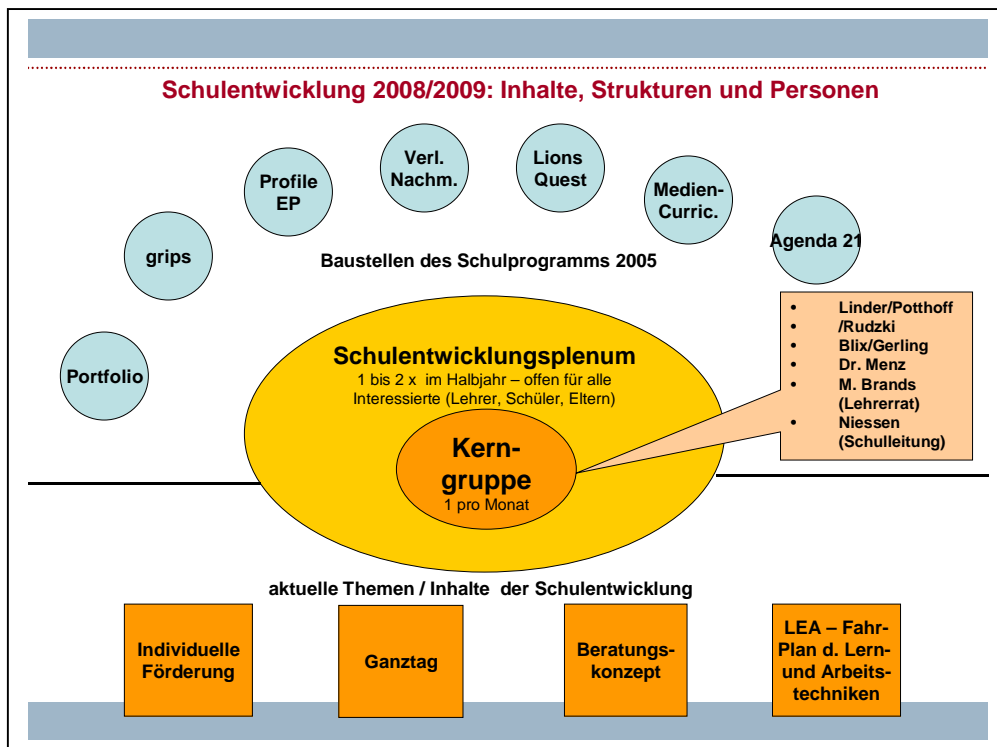 Schulentwicklung 2008/2009: Inhalte, Strukturen und Personen
Verl.
Nachm.
Lions
Quest
Profile
EP
Medien-
Curric.
Agenda 21
grips
Baustellen des Schulprogramms 2005
Portfolio
• Linder/Potthoff
• /Rudzki
• Blix/Gerling
• Dr. Menz
• M. Brands
(Lehrerrat)
• Niessen
(Schulleitung)
Schulentwicklungsplenum
1 bis 2 x im Halbjahr – offen für alle
Interessierte (Lehrer, Schüler, Eltern)
Kern-
gruppe
1 pro Monat
aktuelle Themen / Inhalte der Schulentwicklung
Individuelle
Förderung
Ganztag
Beratungs-
konzept
LEA – Fahr-
Plan d. Lern-
und Arbeits-
techniken